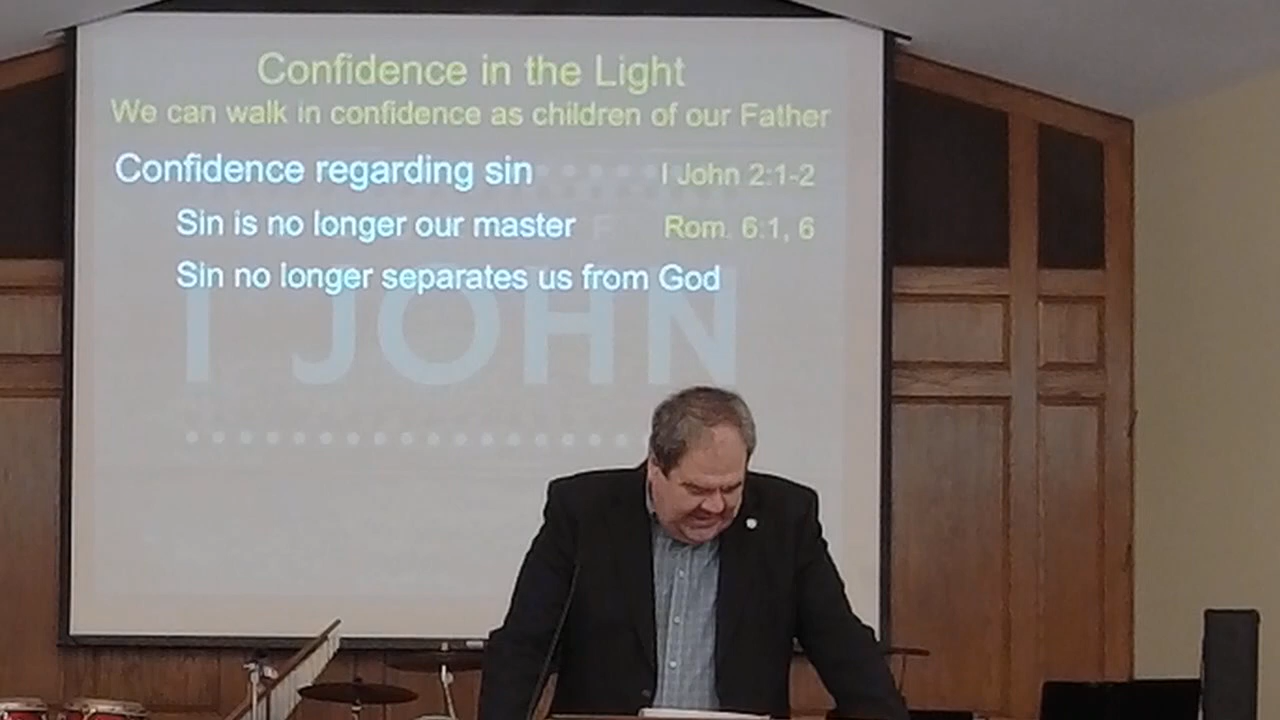 Confidence in the Light
We can walk in confidence as children of our Father
Confidence regarding sin I John 2:1-2
Sin is no longer our master Rom. 6:1, 6
Sin no longer separates us from God
I JOHN